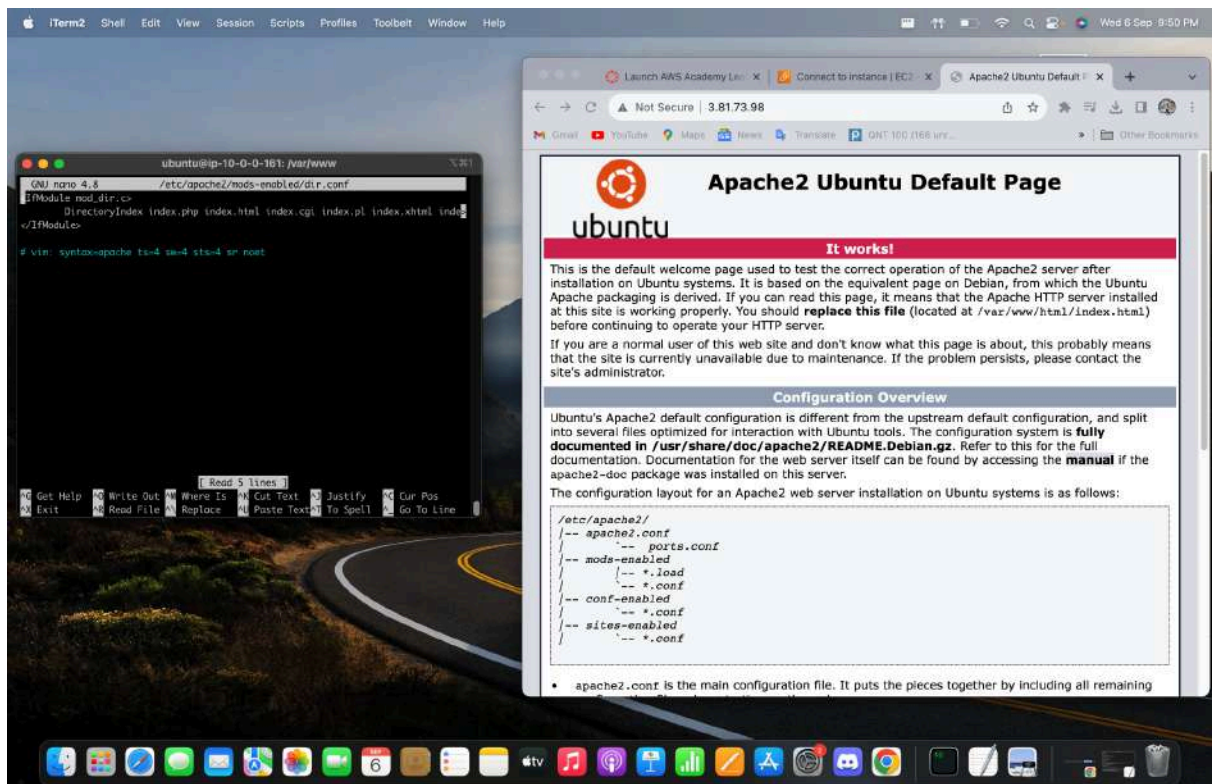 iTerm2 Shell Edit View Session Scripts Profiles Toolbelt Window Help
Wed 6 Sep 9:50 PM
Launch AWS Academy Lea
Connect to instance | EC2
Apache2 Ubuntu Default P
Not Secure | 3.81.73.98
Gmail YouTube Maps News Translate QNT 100 (166 unr... » Other Bookmarks
ubuntu@ip-10-0-0-161: /var/www
GNU nano 4.8 /etc/apache2/mods-enabled/dir.conf
IfModule mod_dir.c>
DirectoryIndex index.php index.html index.cgi index.pl index.xhtml inde>
</IfModule>
# vim: syntax=apache ts=4 sw=4 sts=4 sr noet
[ Read 5 lines ]
^G Get Help ^O Write Out ^W Where Is ^K Cut Text ^J Justify ^C Cur Pos
^X Exit ^R Read File ^\ Replace ^U Paste Text ^T To Spell ^_ Go To Line
ubuntu
Apache2 Ubuntu Default Page
It works!
This is the default welcome page used to test the correct operation of the Apache2 server after
installation on Ubuntu systems. It is based on the equivalent page on Debian, from which the Ubuntu
Apache packaging is derived. If you can read this page, it means that the Apache HTTP server installed
at this site is working properly. You should replace this file (located at /var/www/html/index.html)
before continuing to operate your HTTP server.
If you are a normal user of this web site and don't know what this page is about, this probably means
that the site is currently unavailable due to maintenance. If the problem persists, please contact the
site's administrator.
Configuration Overview
Ubuntu's Apache2 default configuration is different from the upstream default configuration, and split
into several files optimized for interaction with Ubuntu tools. The configuration system is fully
documented in /usr/share/doc/apache2/README.Debian.gz. Refer to this for the full
documentation. Documentation for the web server itself can be found by accessing the manual if the
apache2-doc package was installed on this server.
The configuration layout for an Apache2 web server installation on Ubuntu systems is as follows:
/etc/apache2/
|-- apache2.conf
|       `--  ports.conf
|-- mods-enabled
|       |-- *.load
|       `-- *.conf
|-- conf-enabled
|       `-- *.conf
|-- sites-enabled
|       `-- *.conf
• apache2.conf is the main configuration file. It puts the pieces together by including all remaining
SEP
6
tv